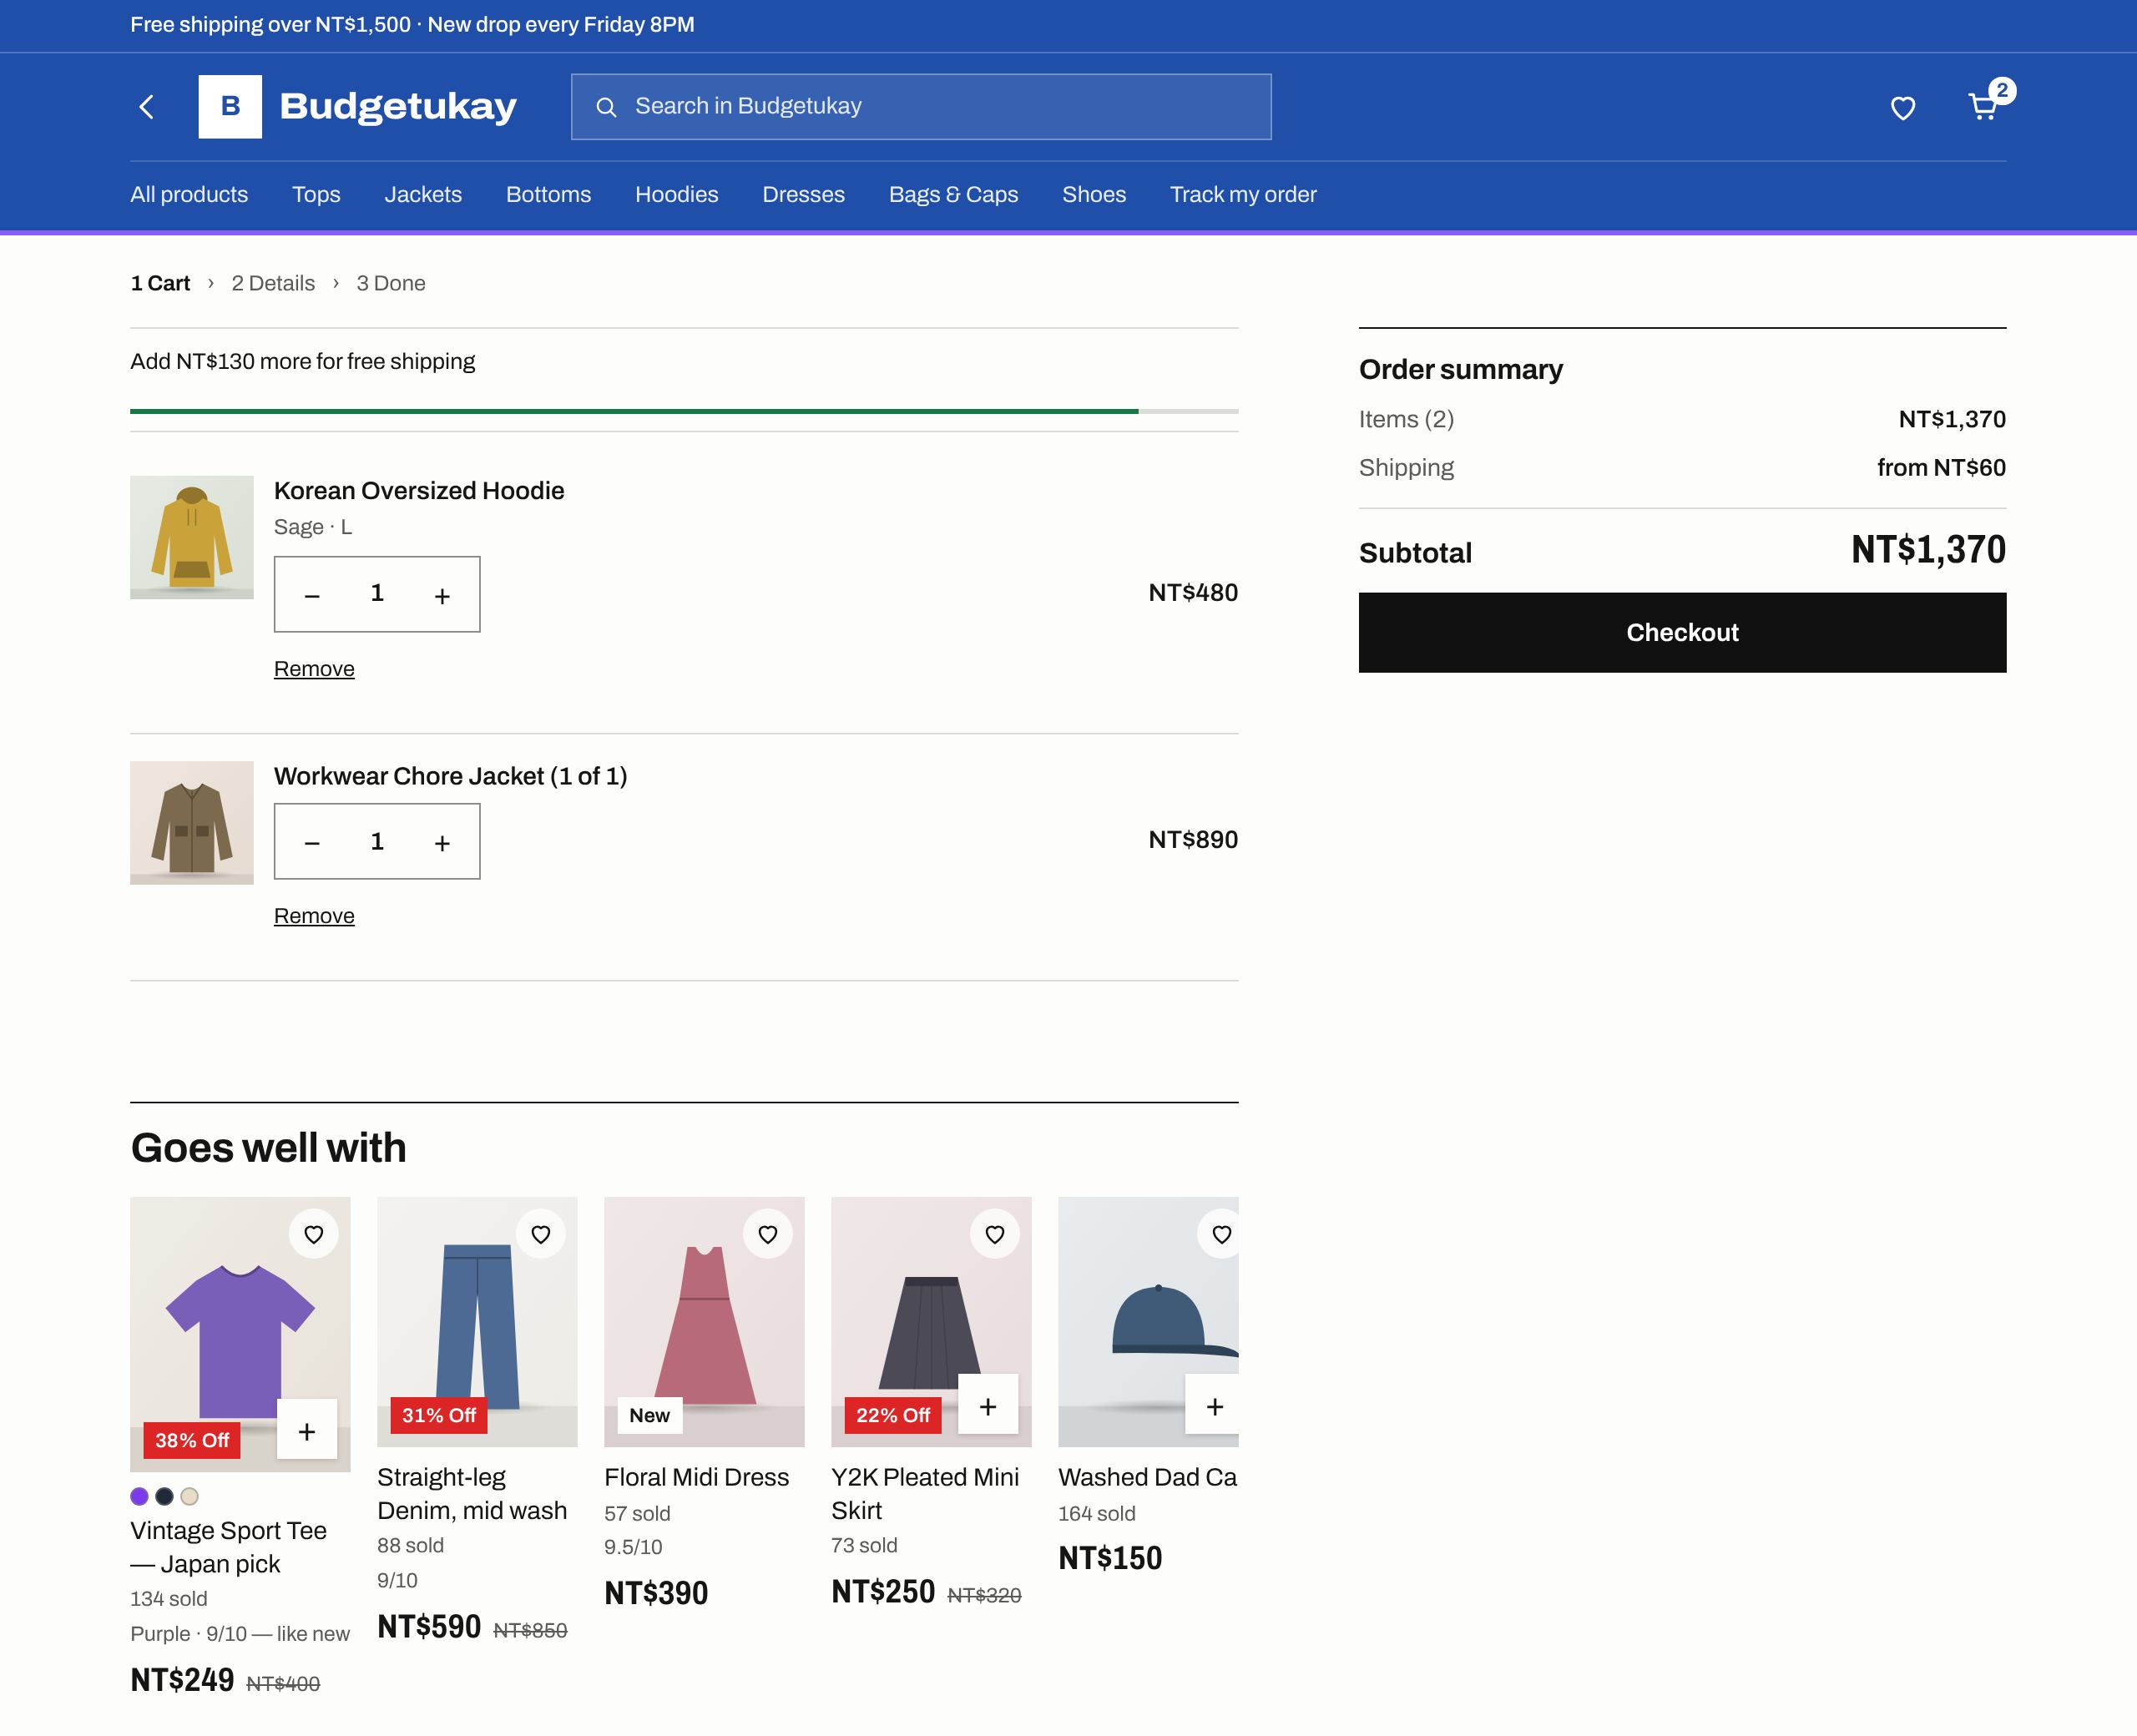 Free shipping over NT$1,500 · New drop every Friday 8PM
B Budgetukay
Search in Budgetukay
2
All products Tops Jackets Bottoms Hoodies Dresses Bags & Caps Shoes Track my order
1 Cart › 2 Details › 3 Done
Add NT$130 more for free shipping
Korean Oversized Hoodie
Sage · L
− 1 +
NT$480
Remove
Workwear Chore Jacket (1 of 1)
− 1 +
NT$890
Remove
Order summary
Items (2) NT$1,370
Shipping from NT$60
Subtotal NT$1,370
Checkout
Goes well with
38% Off +
Vintage Sport Tee
— Japan pick
134 sold
Purple · 9/10 — like new
NT$249 NT$400
31% Off
Straight-leg
Denim, mid wash
88 sold
9/10
NT$590 NT$850
New
Floral Midi Dress
57 sold
9.5/10
NT$390
22% Off +
Y2K Pleated Mini
Skirt
73 sold
NT$250 NT$320
+
Washed Dad Ca
164 sold
NT$150